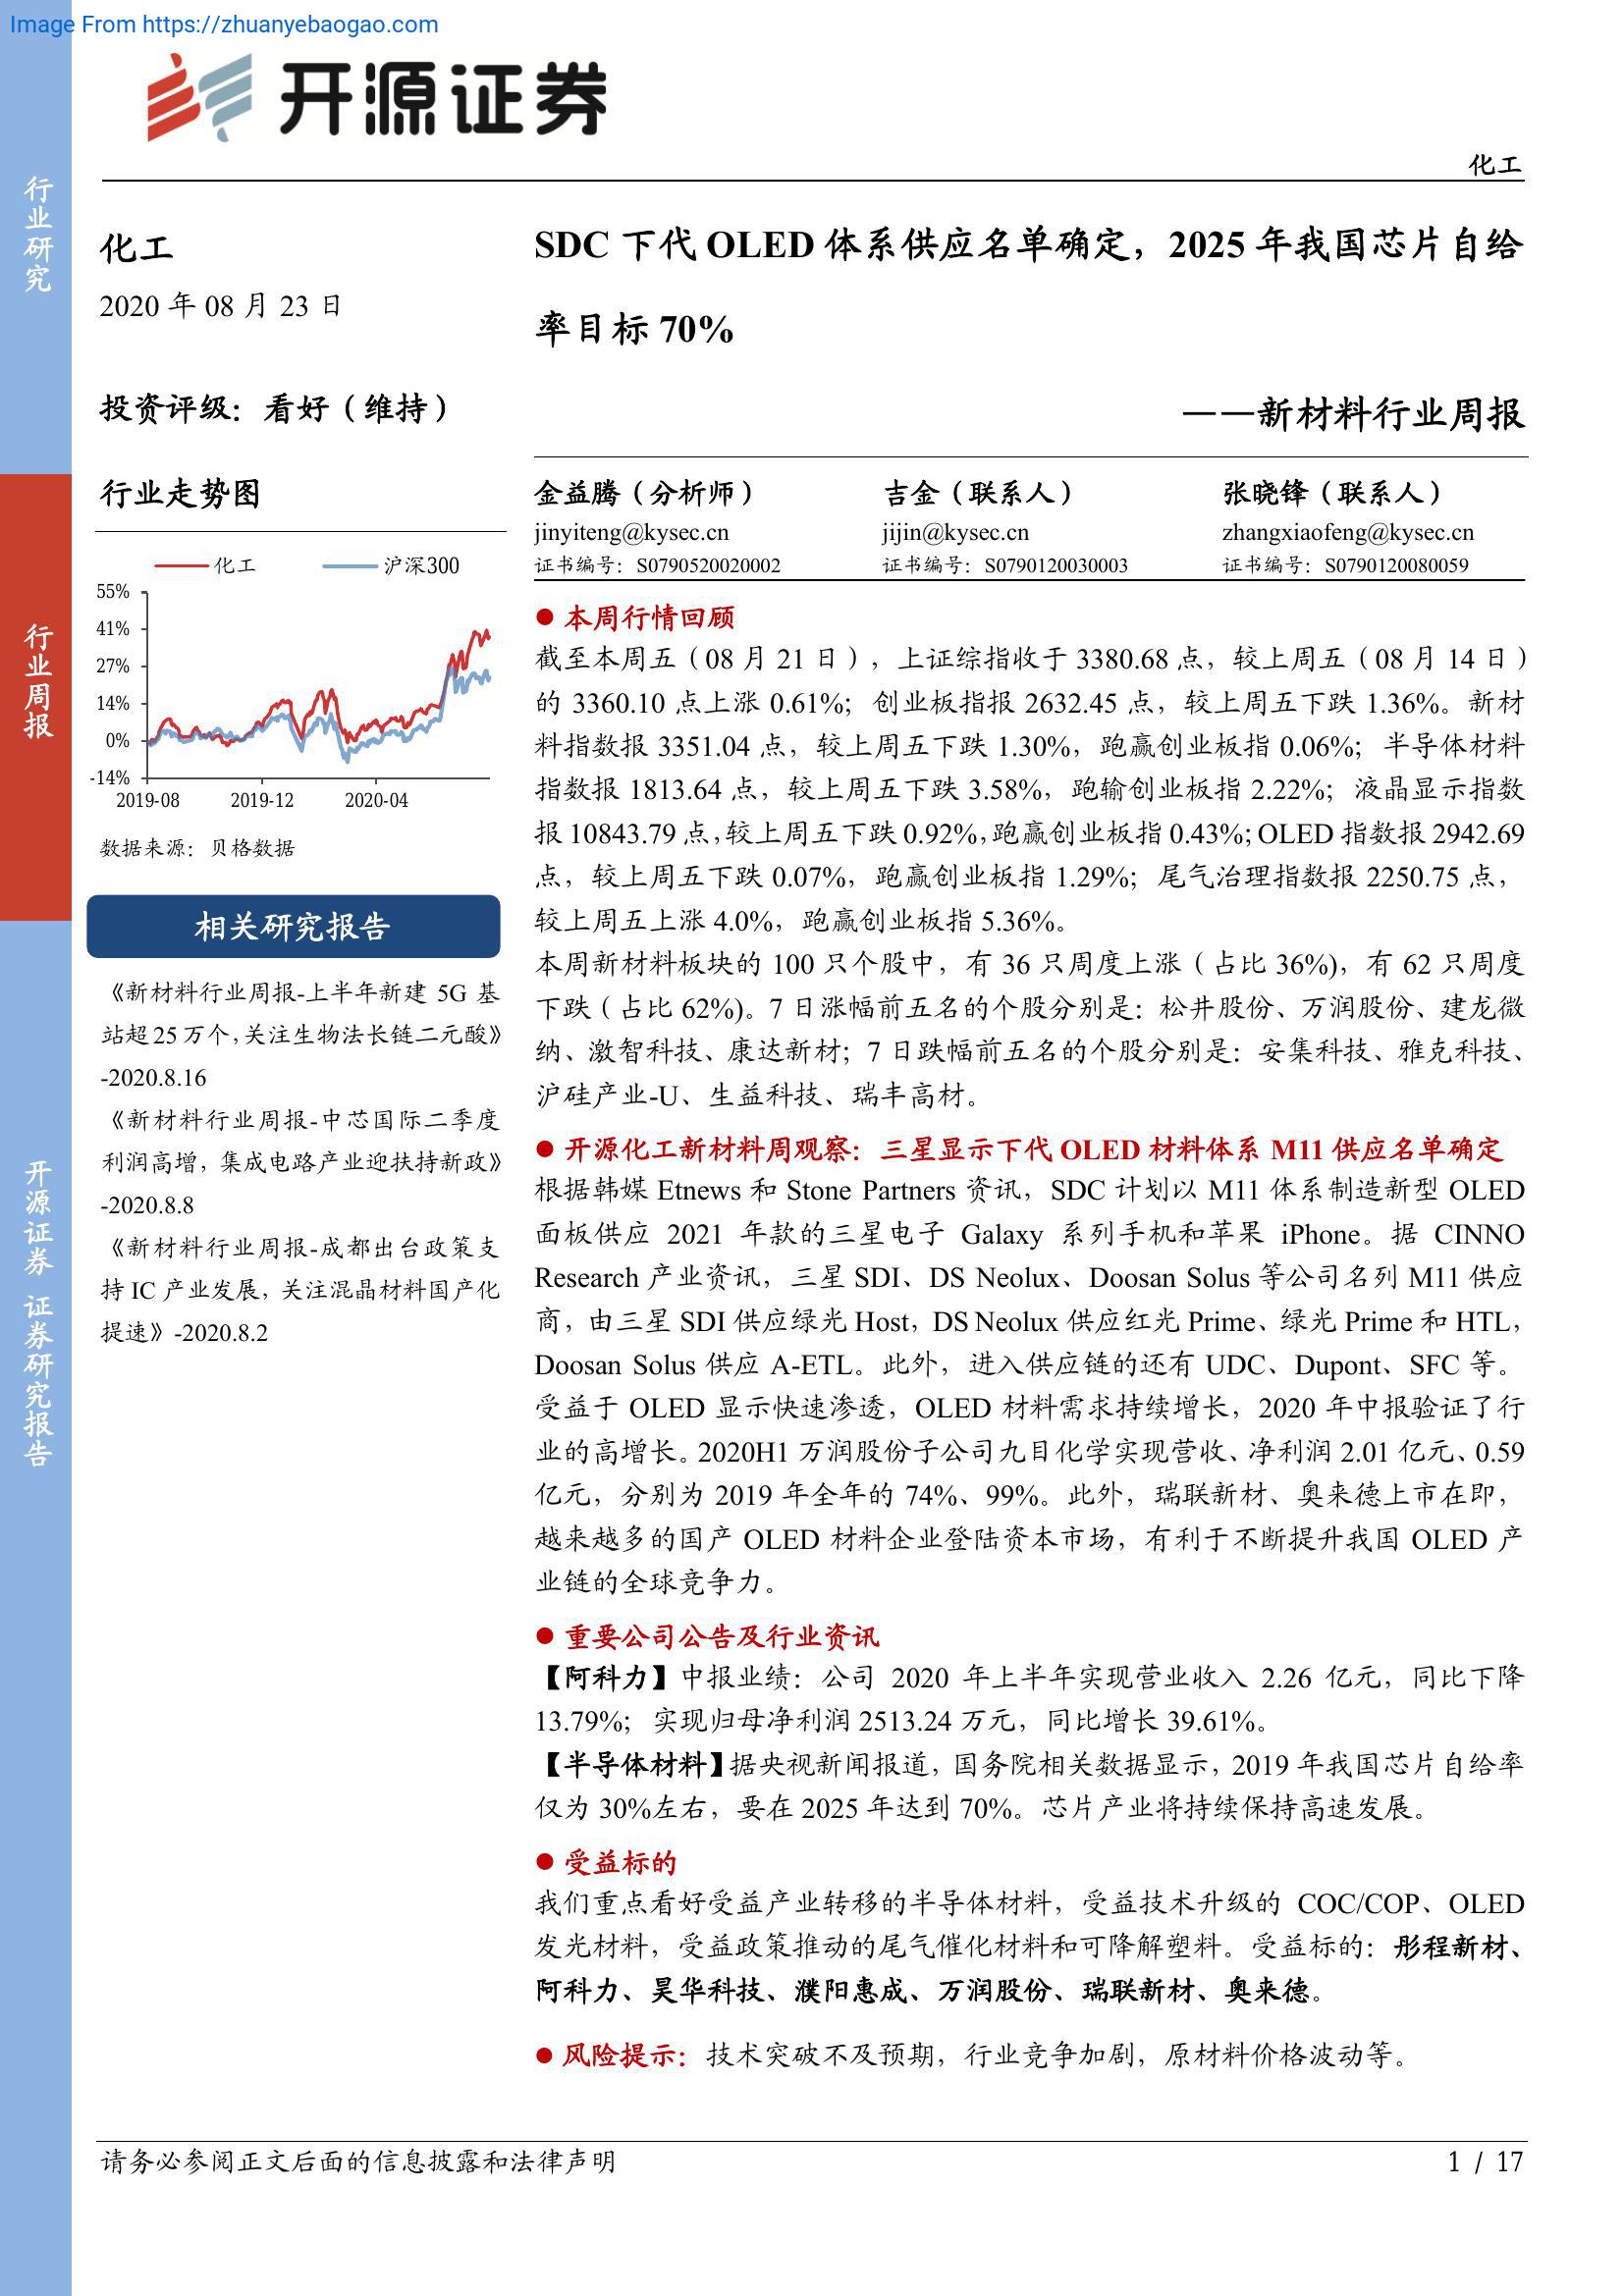 Image From https://zhuanyebaogao.com
开源证券
化工
行业研究
行业周报
开源证券 证券研究报告
化工
2020 年 08 月 23 日
投资评级：看好（维持）
行业走势图
化工 沪深300
55%
41%
27%
14%
0%
-14%
2019-08 2019-12 2020-04
数据来源：贝格数据
相关研究报告
《新材料行业周报-上半年新建 5G 基
站超 25 万个，关注生物法长链二元酸》
-2020.8.16
《新材料行业周报-中芯国际二季度
利润高增，集成电路产业迎扶持新政》
-2020.8.8
《新材料行业周报-成都出台政策支
持 IC 产业发展，关注混晶材料国产化
提速》-2020.8.2
SDC 下代 OLED 体系供应名单确定，2025 年我国芯片自给
率目标 70%
——新材料行业周报
金益腾（分析师） 吉金（联系人） 张晓锋（联系人）
jinyiteng@kysec.cn jijin@kysec.cn zhangxiaofeng@kysec.cn
证书编号：S0790520020002 证书编号：S0790120030003 证书编号：S0790120080059
● 本周行情回顾
截至本周五（08 月 21 日），上证综指收于 3380.68 点，较上周五（08 月 14 日）
的 3360.10 点上涨 0.61%；创业板指报 2632.45 点，较上周五下跌 1.36%。新材
料指数报 3351.04 点，较上周五下跌 1.30%，跑赢创业板指 0.06%；半导体材料
指数报 1813.64 点，较上周五下跌 3.58%，跑输创业板指 2.22%；液晶显示指数
报 10843.79 点，较上周五下跌 0.92%，跑赢创业板指 0.43%；OLED 指数报 2942.69
点，较上周五下跌 0.07%，跑赢创业板指 1.29%；尾气治理指数报 2250.75 点，
较上周五上涨 4.0%，跑赢创业板指 5.36%。
本周新材料板块的 100 只个股中，有 36 只周度上涨（占比 36%)，有 62 只周度
下跌（占比 62%)。7 日涨幅前五名的个股分别是：松井股份、万润股份、建龙微
纳、激智科技、康达新材；7 日跌幅前五名的个股分别是：安集科技、雅克科技、
沪硅产业-U、生益科技、瑞丰高材。
● 开源化工新材料周观察：三星显示下代 OLED 材料体系 M11 供应名单确定
根据韩媒 Etnews 和 Stone Partners 资讯，SDC 计划以 M11 体系制造新型 OLED
面板供应 2021 年款的三星电子 Galaxy 系列手机和苹果 iPhone。据 CINNO
Research 产业资讯，三星 SDI、DS Neolux、Doosan Solus 等公司名列 M11 供应
商，由三星 SDI 供应绿光 Host，DS Neolux 供应红光 Prime、绿光 Prime 和 HTL，
Doosan Solus 供应 A-ETL。此外，进入供应链的还有 UDC、Dupont、SFC 等。
受益于 OLED 显示快速渗透，OLED 材料需求持续增长，2020 年中报验证了行
业的高增长。2020H1 万润股份子公司九目化学实现营收、净利润 2.01 亿元、0.59
亿元，分别为 2019 年全年的 74%、99%。此外，瑞联新材、奥来德上市在即，
越来越多的国产 OLED 材料企业登陆资本市场，有利于不断提升我国 OLED 产
业链的全球竞争力。
● 重要公司公告及行业资讯
【阿科力】中报业绩：公司 2020 年上半年实现营业收入 2.26 亿元，同比下降
13.79%；实现归母净利润 2513.24 万元，同比增长 39.61%。
【半导体材料】据央视新闻报道，国务院相关数据显示，2019 年我国芯片自给率
仅为 30%左右，要在 2025 年达到 70%。芯片产业将持续保持高速发展。
● 受益标的
我们重点看好受益产业转移的半导体材料，受益技术升级的 COC/COP、OLED
发光材料，受益政策推动的尾气催化材料和可降解塑料。受益标的：彤程新材、
阿科力、昊华科技、濮阳惠成、万润股份、瑞联新材、奥来德。
● 风险提示：技术突破不及预期，行业竞争加剧，原材料价格波动等。
请务必参阅正文后面的信息披露和法律声明 1 / 17